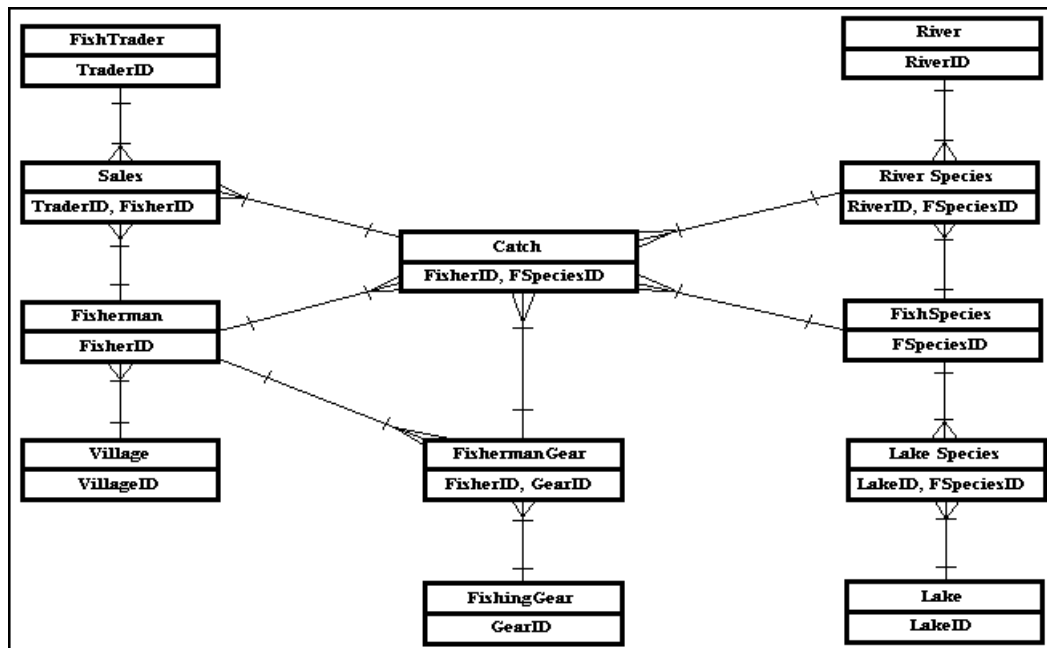 FishTrader
TraderID
River
RiverID
Sales
TraderID, FisherID
River Species
RiverID, FSpeciesID
Catch
FisherID, FSpeciesID
Fisherman
FisherID
FishSpecies
FSpeciesID
Village
VillageID
FishermanGear
FisherID, GearID
Lake Species
LakeID, FSpeciesID
FishingGear
GearID
Lake
LakeID